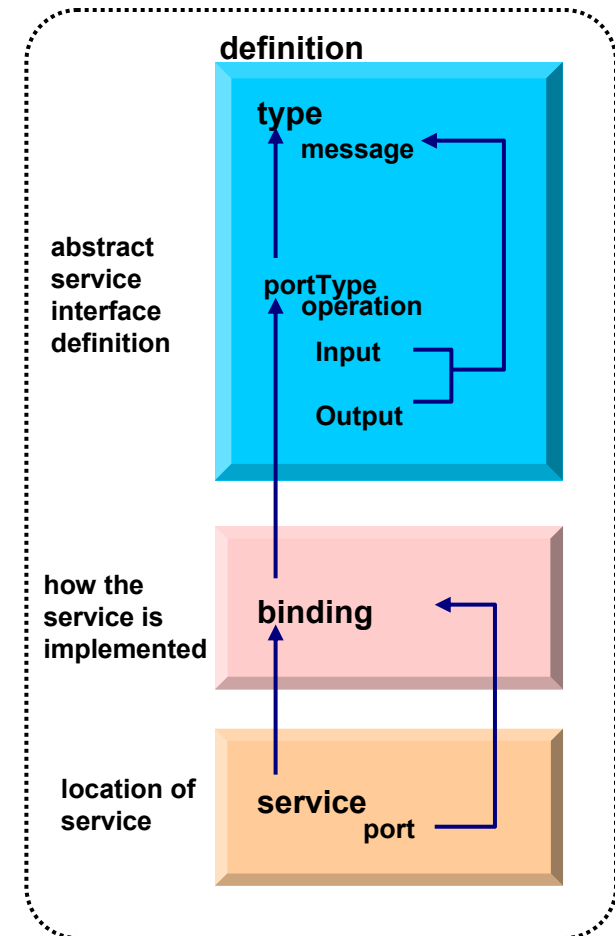 definition
type
message
abstract
service
interface
definition
portType
operation
Input
Output
how the
service is
implemented
binding
location of
service
service
port